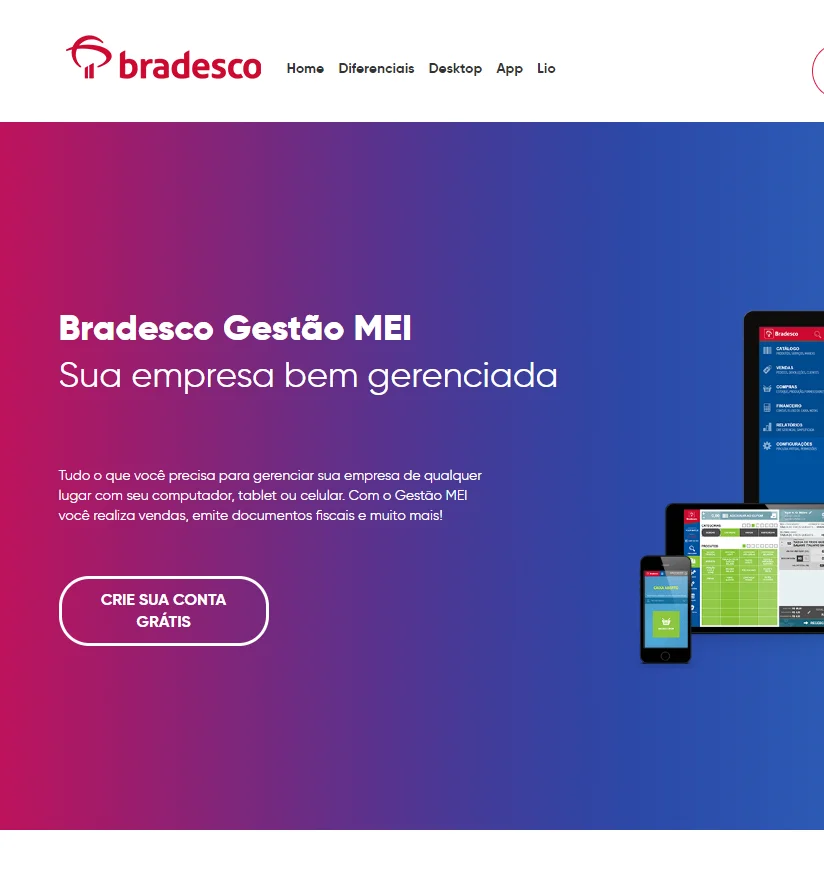 bradesco
Home Diferenciais Desktop App Lio
Bradesco Gestão MEI
Sua empresa bem gerenciada
Tudo o que você precisa para gerenciar sua empresa de qualquer
lugar com seu computador, tablet ou celular. Com o Gestão MEI
você realiza vendas, emite documentos fiscais e muito mais!
CRIE SUA CONTA
GRÁTIS
Bradesco
CATÁLOGO
VENDAS
COMPRAS
FINANCEIRO
RELATÓRIOS
CONFIGURAÇÕES
CATEGORIAS
PRODUTOS